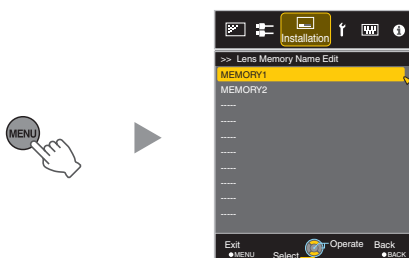 MENU
Installation
>> Lens Memory Name Edit
MEMORY1
MEMORY2
-----
-----
-----
-----
-----
-----
-----
-----
Exit
Operate
Back
●MENU
Select
●BACK